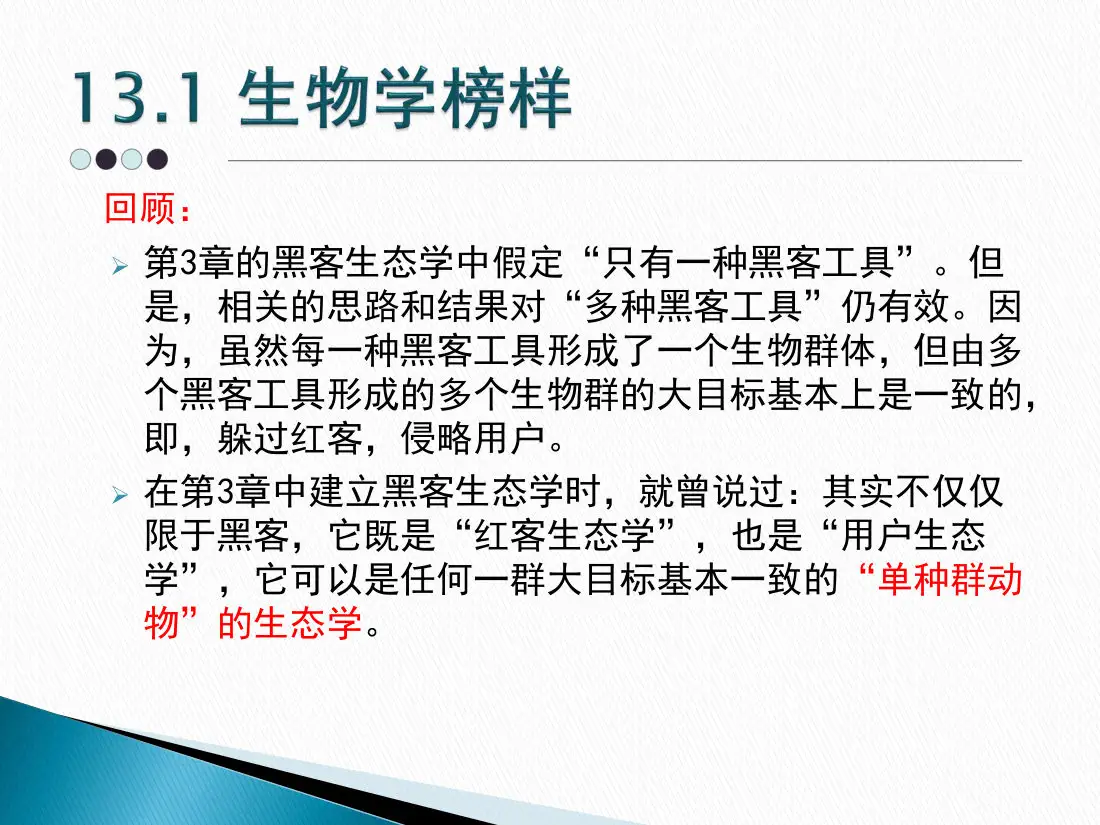 13.1 生物学榜样
回顾：
第3章的黑客生态学中假定“只有一种黑客工具”。但
是，相关的思路和结果对“多种黑客工具”仍有效。因
为，虽然每一种黑客工具形成了一个生物群体，但由多
个黑客工具形成的多个生物群的大目标基本上是一致的，
即，躲过红客，侵略用户。
在第3章中建立黑客生态学时，就曾说过：其实不仅仅
限于黑客，它既是“红客生态学”，也是“用户生态
学”，它可以是任何一群大目标基本一致的“单种群动
物”的生态学。